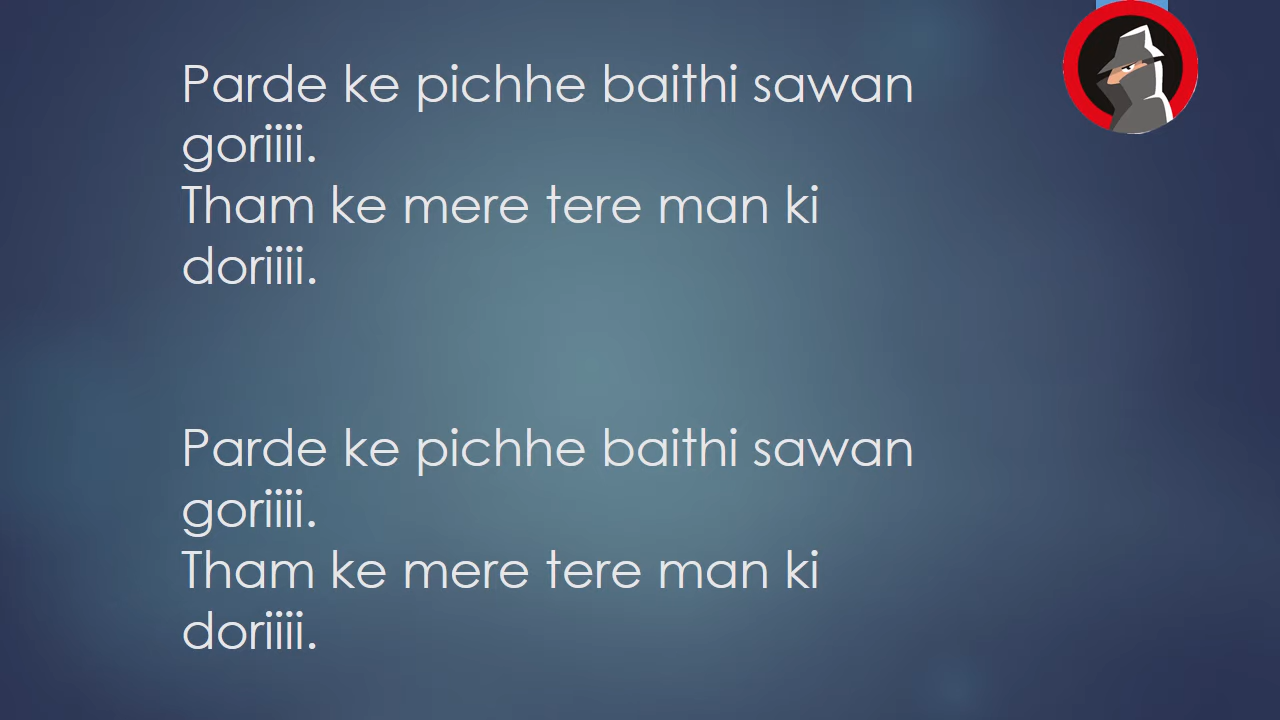 Parde ke pichhe baithi sawan
goriiii.
Tham ke mere tere man ki
doriiii.
Parde ke pichhe baithi sawan
goriiii.
Tham ke mere tere man ki
doriiii.